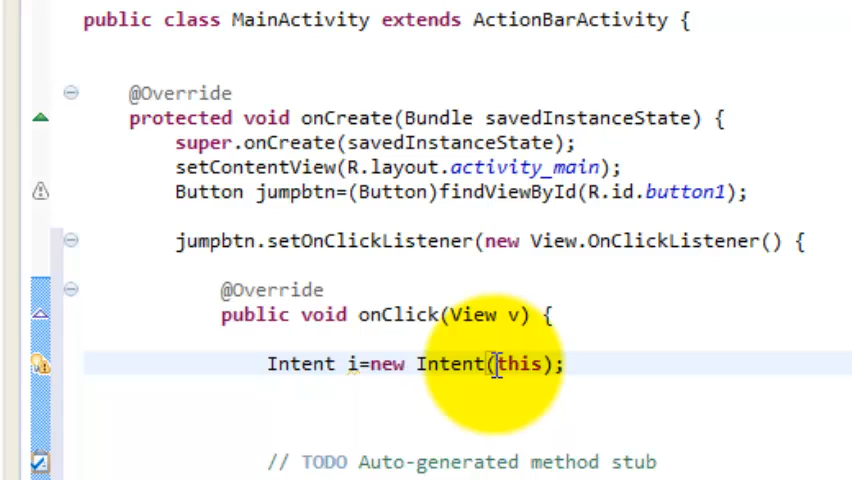 public class MainActivity extends ActionBarActivity {
@Override
protected void onCreate(Bundle savedInstanceState) {
super.onCreate(savedInstanceState);
setContentView(R.layout.activity_main);
Button jumpbtn=(Button)findViewById(R.id.button1);
jumpbtn.setOnClickListener(new View.OnClickListener() {
@Override
public void onClick(View v) {
Intent i=new Intent(this);
// TODO Auto-generated method stub